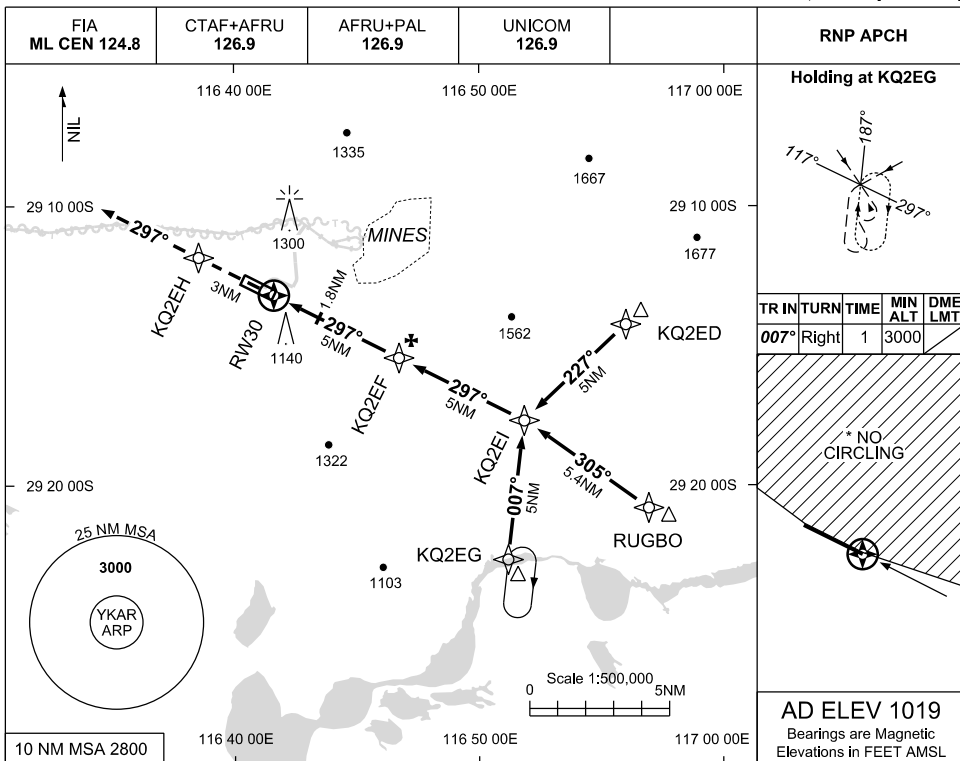 FIA
ML CEN 124.8
CTAF+AFRU
126.9
AFRU+PAL
126.9
UNICOM
126.9
RNP APCH
116 40 00E
116 50 00E
117 00 00E
NIL
1335
1667
29 10 00S
29 10 00S
1300
MINES
1677
297°
KQ2EH
3NM
RW30
1140
1.8NM
297°
5NM
1562
KQ2ED
227°
5NM
KQ2EF
297°
5NM
KQ2EI
1322
305°
5.4NM
29 20 00S
29 20 00S
007°
5NM
RUGBO
KQ2EG
1103
25 NM MSA
3000
YKAR
ARP
Scale 1:500,000
0
5NM
10 NM MSA 2800
116 40 00E
116 50 00E
117 00 00E
Holding at KQ2EG
187°
117°
297°
TR IN TURN TIME MIN ALT DME LMT
007° Right 1 3000
* NO
CIRCLING
AD ELEV 1019
Bearings are Magnetic
Elevations in FEET AMSL